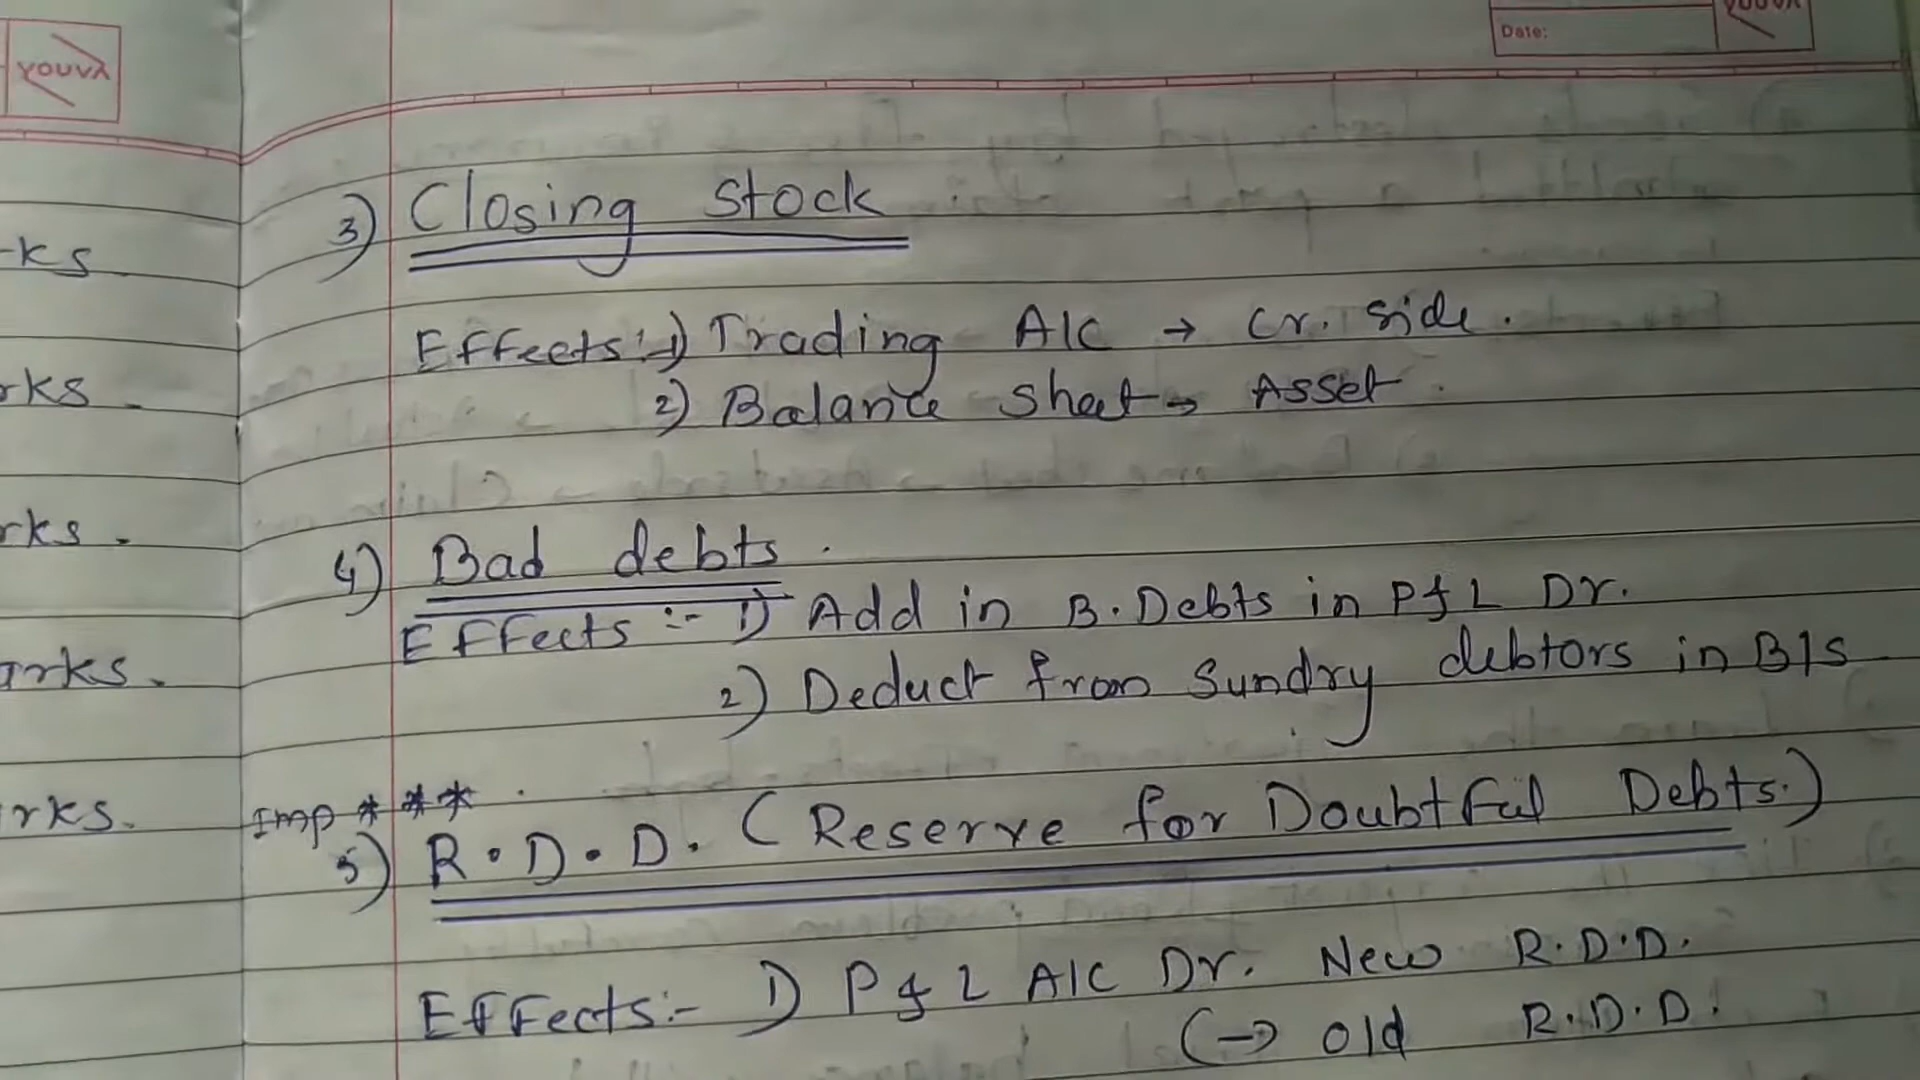 YOUVA
Date:
YOUVA
3) Closing stock
Effects:1) Trading A/C → Cr. side.
2) Balance sheet → Asset.
4) Bad debts.
Effects :- 1) Add in B.Debts in P&L Dr.
2) Deduct from Sundry debtors in B/S
Imp ***
5) R.D.D. (Reserve for Doubtful Debts.)
Effects:- 1) P & L A/C Dr. New R.D.D.
(-) old R.D.D.
-ks
rks
rks.
arks.
rks.